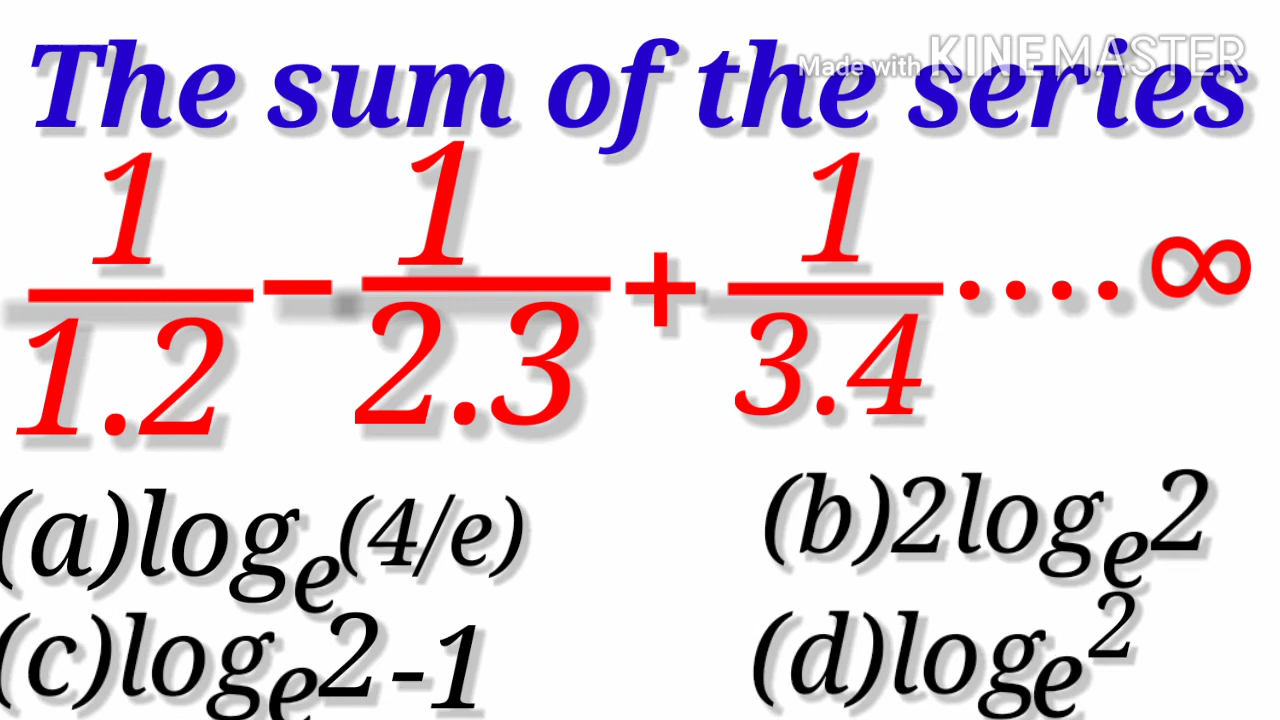 The sum of the series
Made with KINEMASTER
1/1.2 - 1/2.3 + 1/3.4 .... ∞
(a)logₑ(4/e) (b)2logₑ2
(c)logₑ2-1 (d)logₑ2